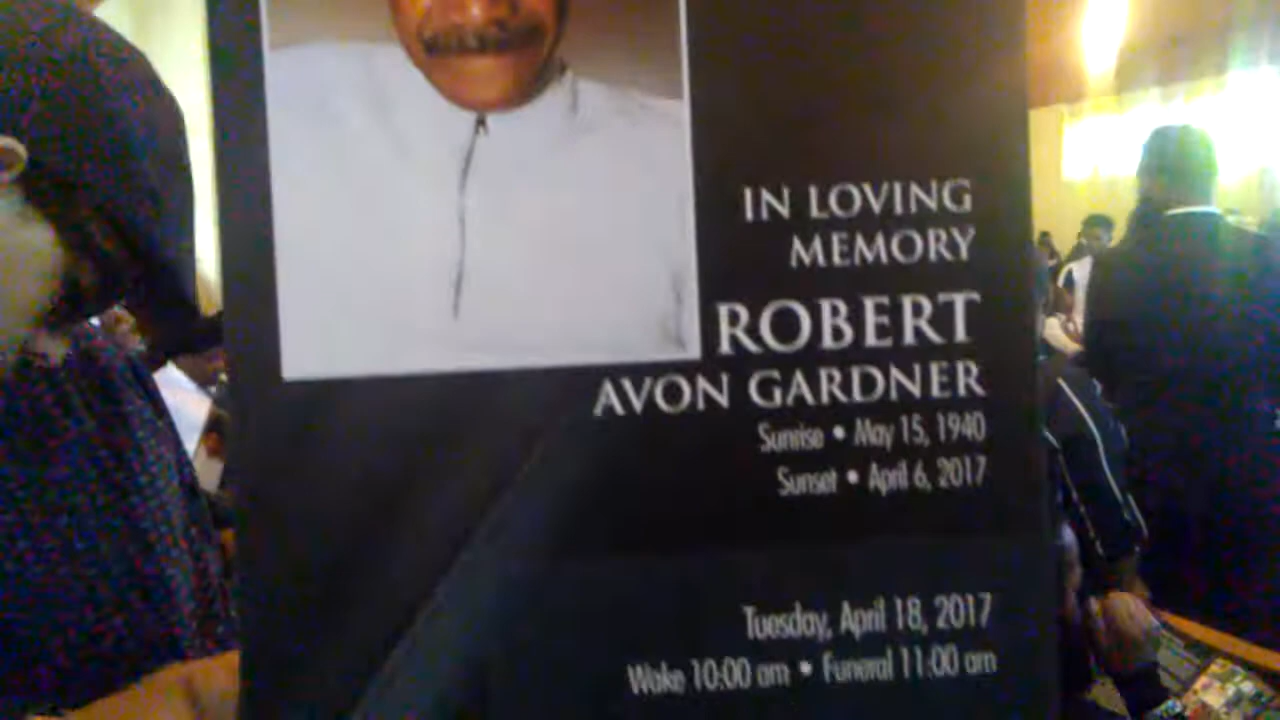 IN LOVING
MEMORY
ROBERT
AVON GARDNER
Sunrise • May 15, 1940
Sunset • April 6, 2017
Tuesday, April 18, 2017
Wake 10:00 am • Funeral 11:00 am